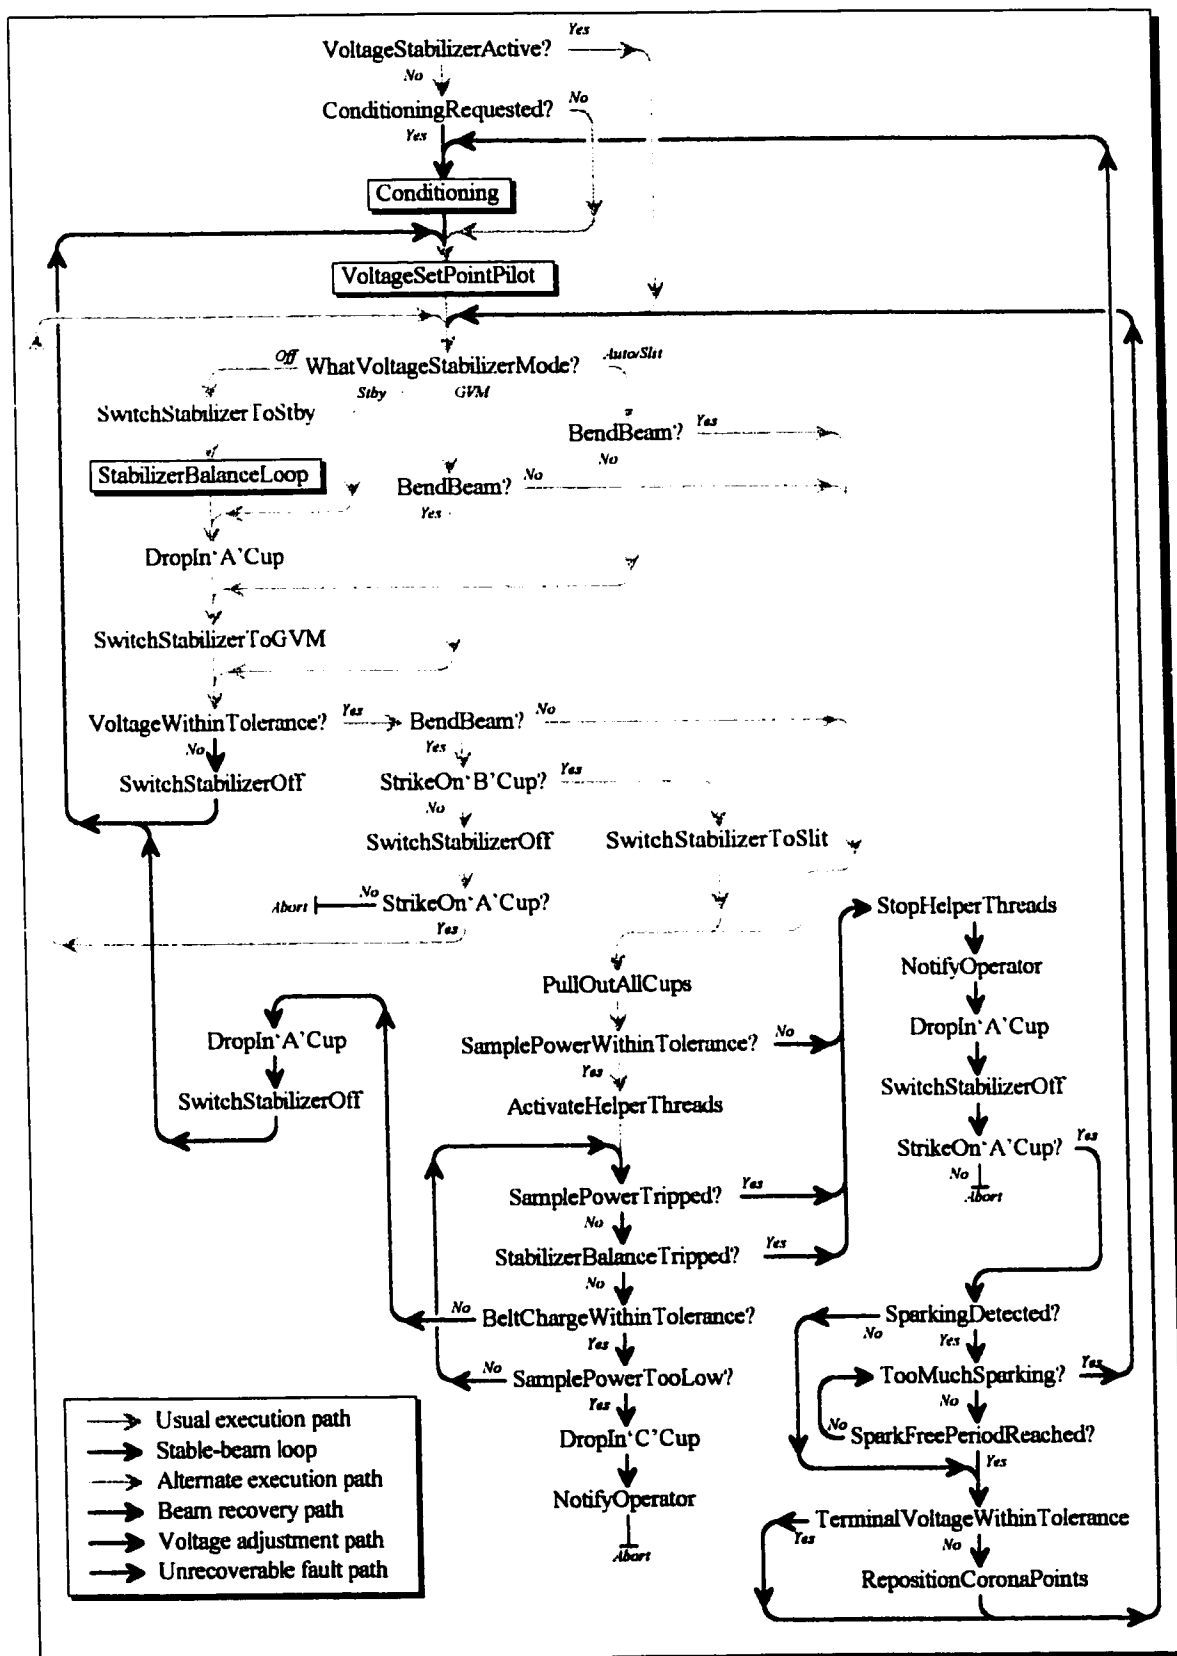 Yes
VoltageStabilizerActive?
No
ConditioningRequested?
No
Yes
Conditioning
VoltageSetPointPilot
A
Off
WhatVoltageStabilizerMode?
Auto/Slit
Stby
GVM
SwitchStabilizerToStby
BendBeam?
Yes
No
StabilizerBalanceLoop
BendBeam?
No
Yes
DropIn‘A’Cup
SwitchStabilizerToGVM
VoltageWithinTolerance?
Yes
BendBeam?
No
No
Yes
SwitchStabilizerOff
StrikeOn‘B’Cup?
Yes
No
SwitchStabilizerOff
SwitchStabilizerToSlit
Abort
No
StrikeOn‘A’Cup?
Yes
StopHelperThreads
NotifyOperator
PullOutAllCups
DropIn‘A’Cup
DropIn‘A’Cup
SamplePowerWithinTolerance?
No
Yes
SwitchStabilizerOff
SwitchStabilizerOff
ActivateHelperThreads
StrikeOn‘A’Cup?
Yes
No
Abort
SamplePowerTripped?
Yes
No
StabilizerBalanceTripped?
Yes
No
No
BeltChargeWithinTolerance?
Yes
SparkingDetected?
No
Yes
No
SamplePowerTooLow?
Yes
TooMuchSparking?
Yes
No
DropIn‘C’Cup
No
SparkFreePeriodReached?
Yes
NotifyOperator
Abort
TerminalVoltageWithinTolerance
Yes
No
RepositionCoronaPoints
Usual execution path
Stable-beam loop
Alternate execution path
Beam recovery path
Voltage adjustment path
Unrecoverable fault path